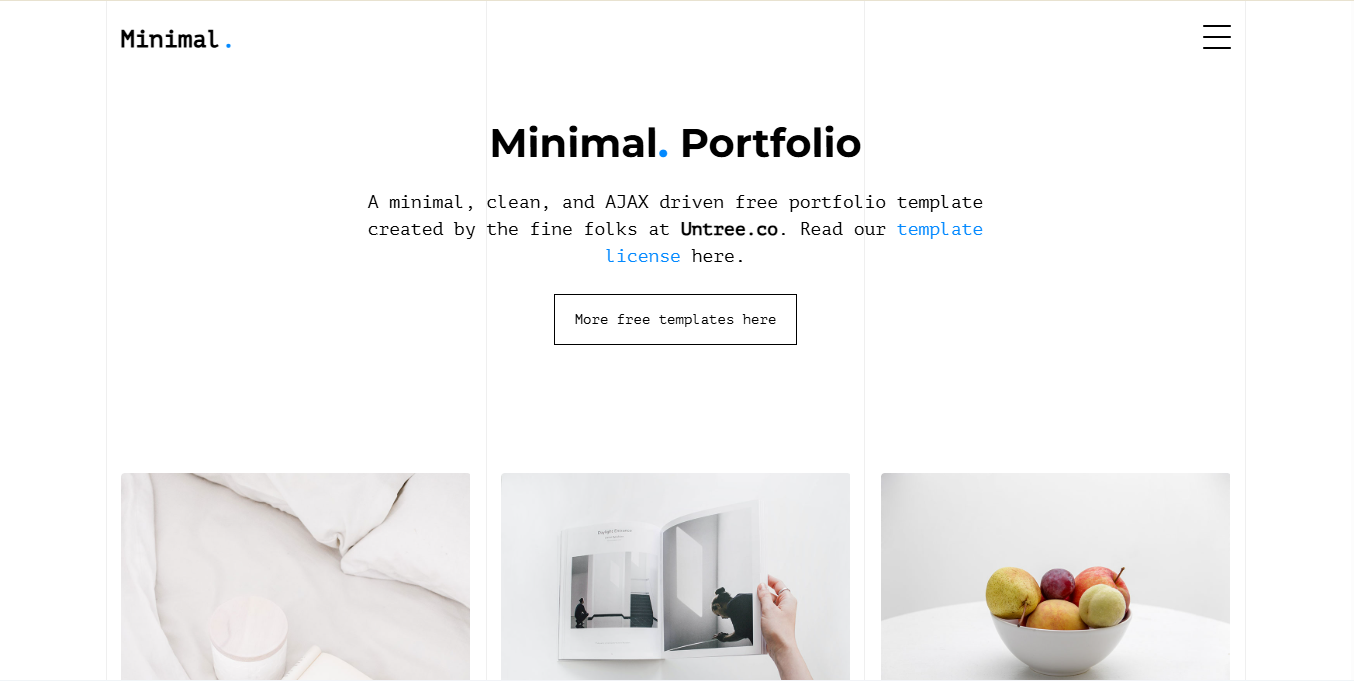 Minimal.
Minimal. Portfolio
A minimal, clean, and AJAX driven free portfolio template
created by the fine folks at Untree.co. Read our template
license here.
More free templates here